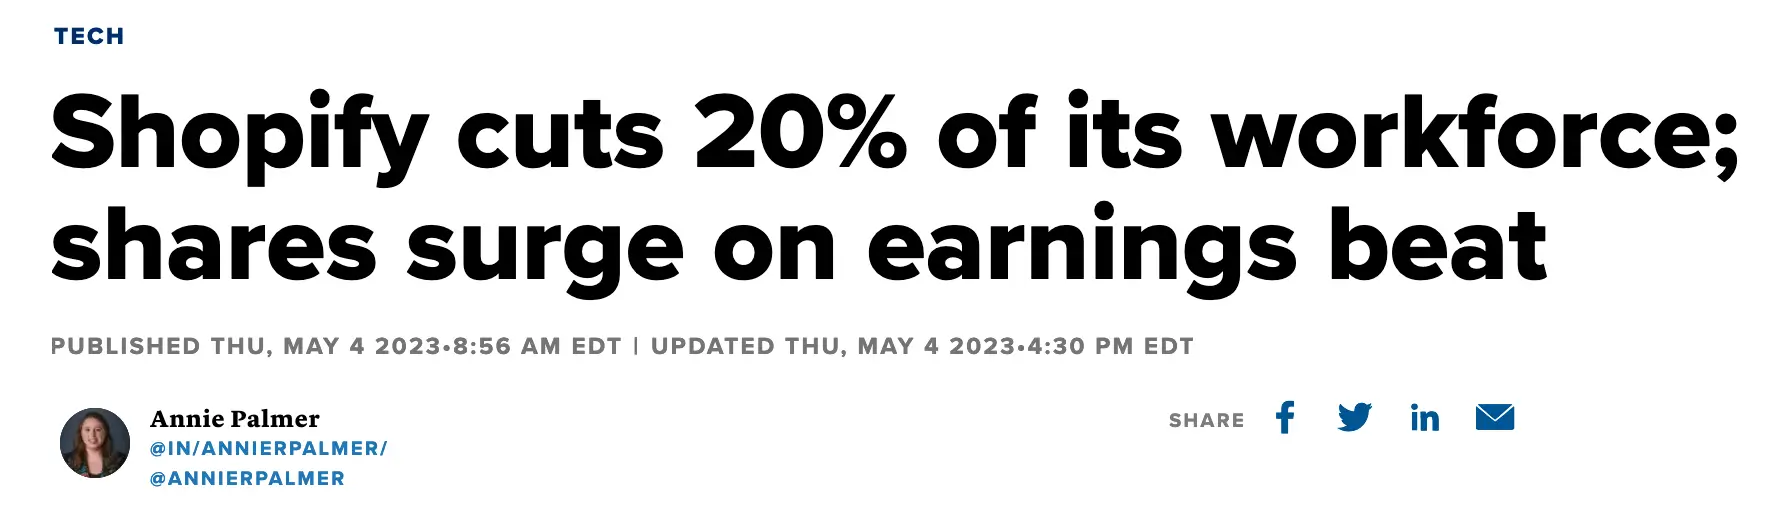 TECH
Shopify cuts 20% of its workforce;
shares surge on earnings beat
PUBLISHED THU, MAY 4 2023•8:56 AM EDT | UPDATED THU, MAY 4 2023•4:30 PM EDT
Annie Palmer
@IN/ANNIERPALMER/
@ANNIERPALMER
SHARE